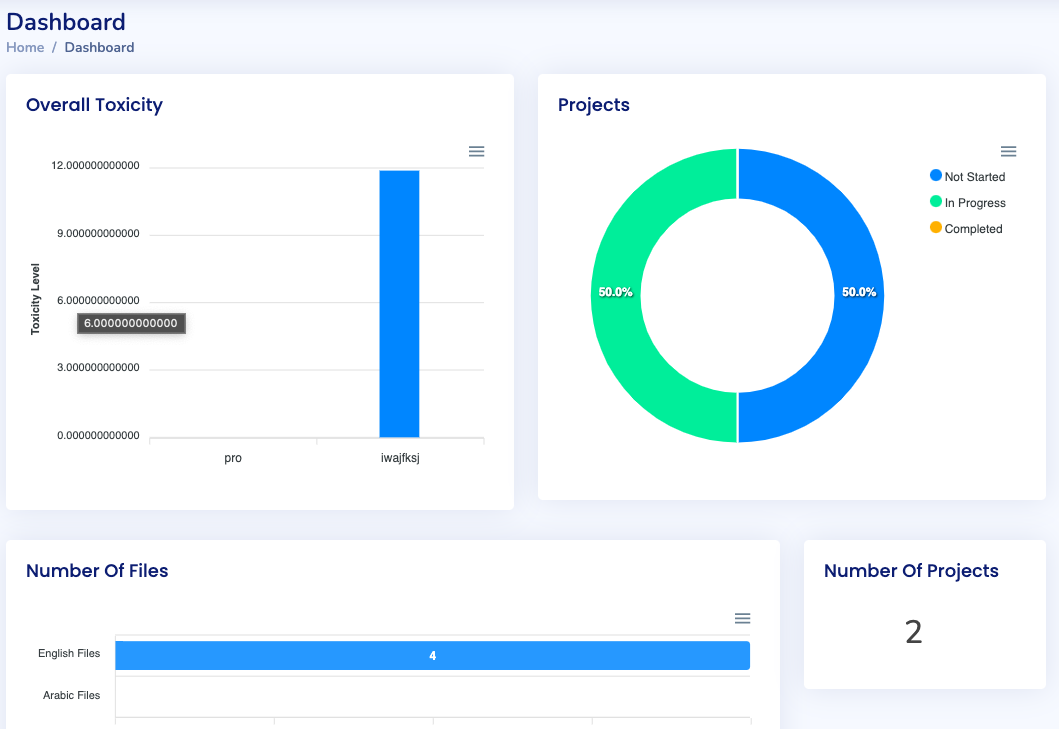 Dashboard
Home / Dashboard
Overall Toxicity
12.000000000000
9.000000000000
6.000000000000
6.000000000000
3.000000000000
0.000000000000
Toxicity Level
pro
iwajfksj
Projects
Not Started
In Progress
Completed
50.0%
50.0%
Number Of Files
English Files
4
Arabic Files
Number Of Projects
2